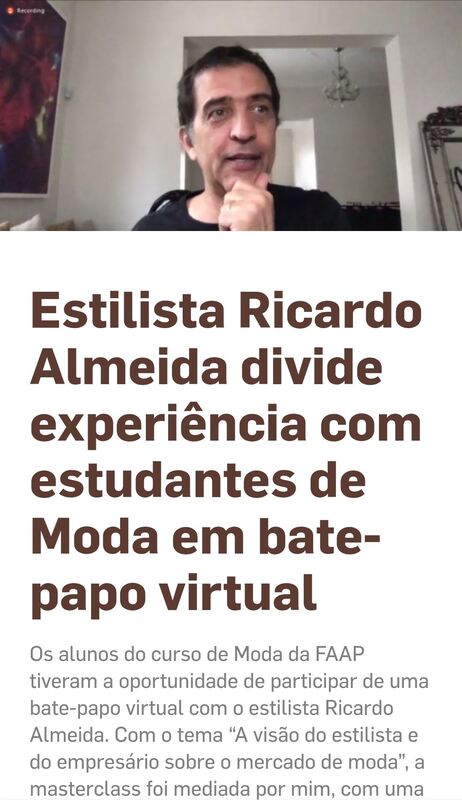 Recording
Estilista Ricardo
Almeida divide
experiência com
estudantes de
Moda em bate-
papo virtual
Os alunos do curso de Moda da FAAP
tiveram a oportunidade de participar de uma
bate-papo virtual com o estilista Ricardo
Almeida. Com o tema “A visão do estilista e
do empresário sobre o mercado de moda”, a
masterclass foi mediada por mim, com uma